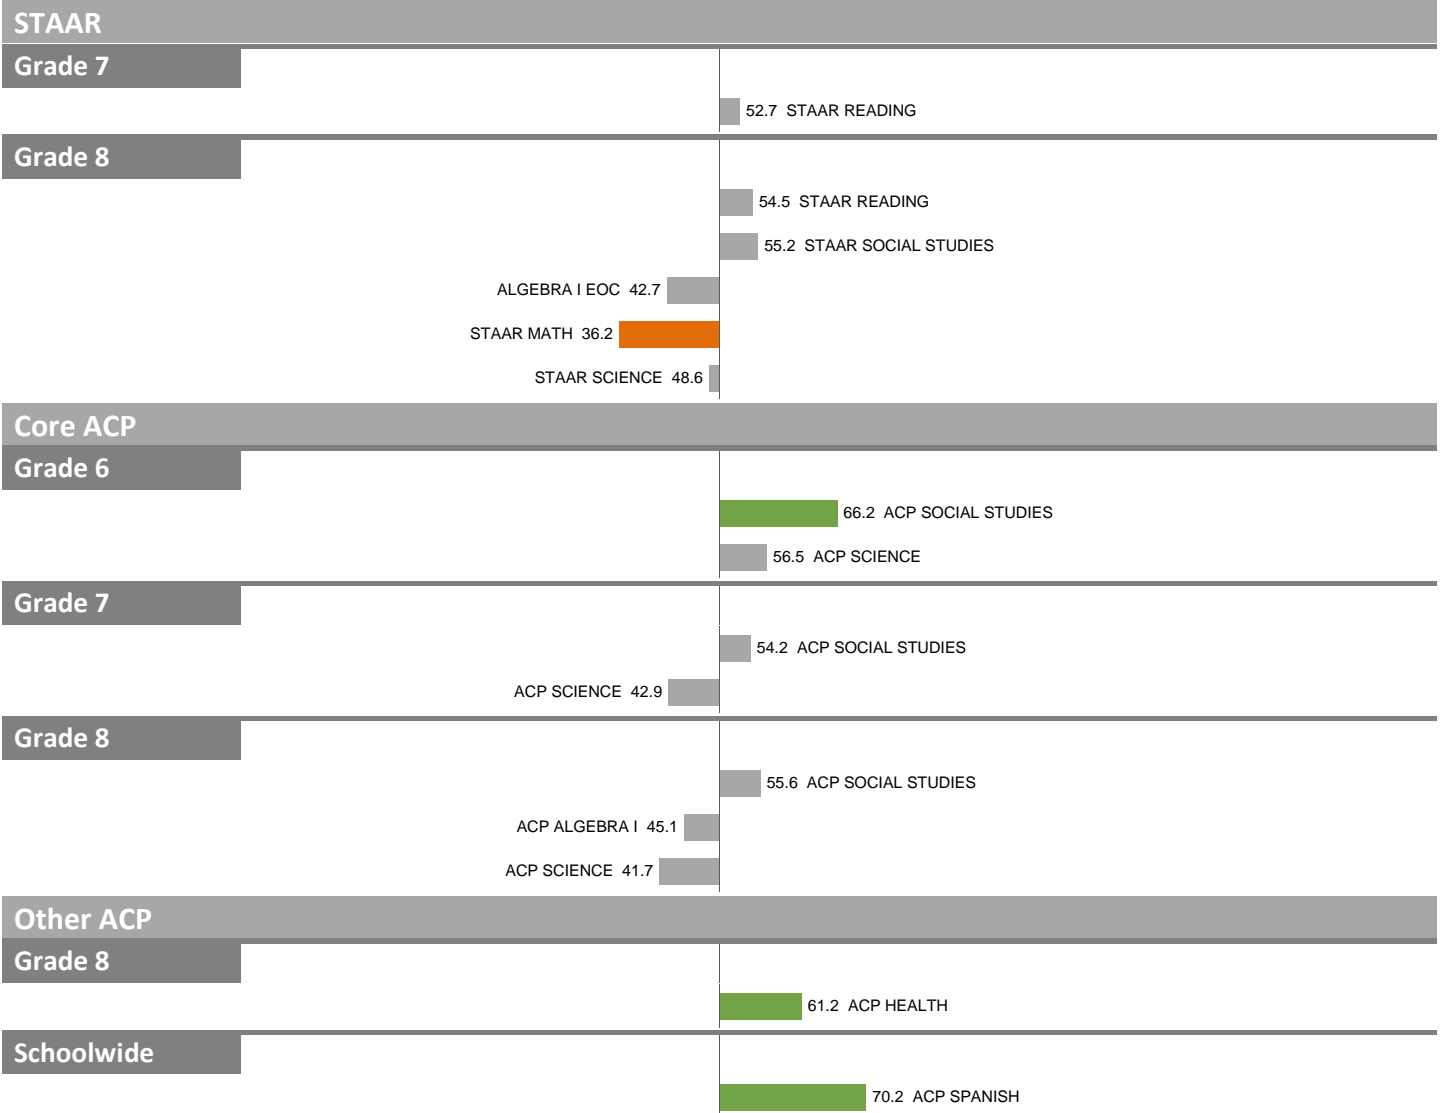 STAAR
Grade 7
52.7 STAAR READING
Grade 8
54.5 STAAR READING
55.2 STAAR SOCIAL STUDIES
ALGEBRA I EOC 42.7
STAAR MATH 36.2
STAAR SCIENCE 48.6
Core ACP
Grade 6
66.2 ACP SOCIAL STUDIES
56.5 ACP SCIENCE
Grade 7
54.2 ACP SOCIAL STUDIES
ACP SCIENCE 42.9
Grade 8
55.6 ACP SOCIAL STUDIES
ACP ALGEBRA I 45.1
ACP SCIENCE 41.7
Other ACP
Grade 8
61.2 ACP HEALTH
Schoolwide
70.2 ACP SPANISH